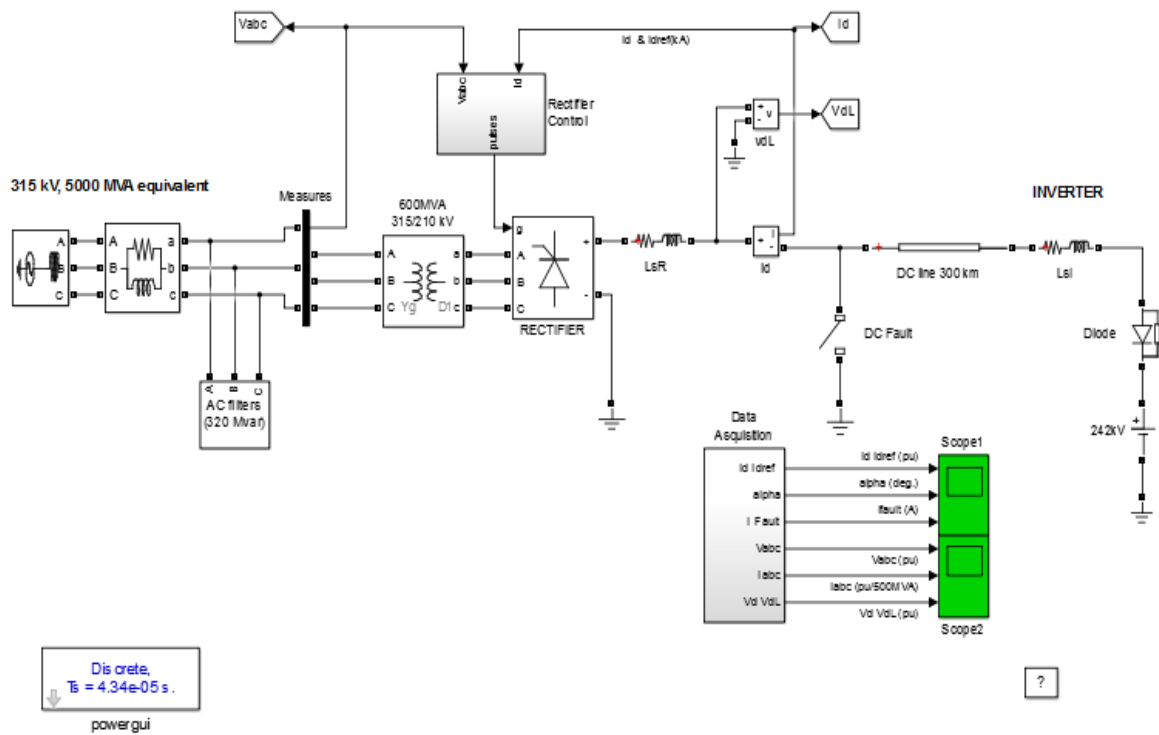 Vabc
Id
Id & Idref(kA)
Vabc
Id
pulses
Rectifier
Control
+
v
-
VdL
vdL
315 kV, 5000 MVA equivalent
Measures
600MVA
315/210 kV
INVERTER
A
C
A
B
C
a
b
c
A
B
C
Yg
a
b
c
D1
g
A
B
C
+
-
RECTIFIER
LsR
+
-
I
Id
DC line 300 km
LsI
DC Fault
Diode
A
B
C
AC filters
(320 Mvar)
+
242kV
Data
Asquisition
Id Idref
alpha
I Fault
Vabc
Iabc
Vd VdL
Id Idref (pu)
alpha (deg.)
Ifault (A)
Vabc (pu)
Iabc (pu/500MVA)
Vd VdL (pu)
Scope1
Scope2
Discrete,
Ts = 4.34e-05 s.
powergui
?